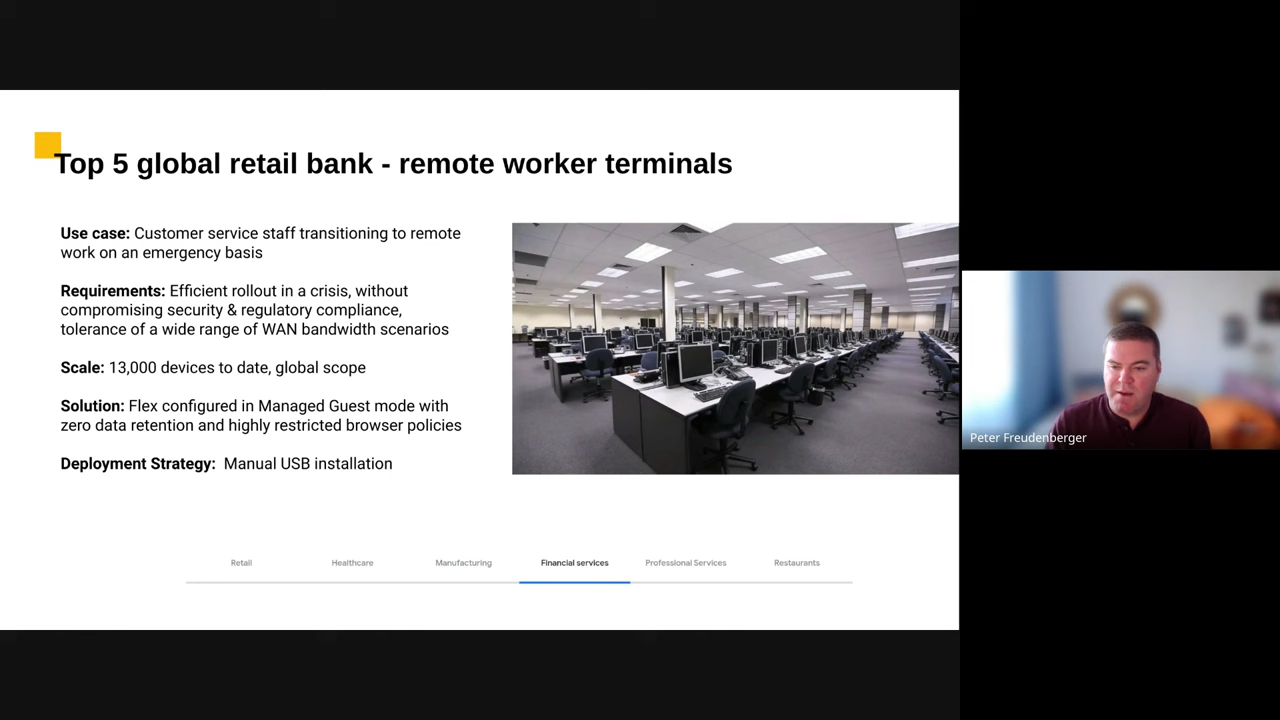 Top 5 global retail bank - remote worker terminals
Use case: Customer service staff transitioning to remote
work on an emergency basis
Requirements: Efficient rollout in a crisis, without
compromising security & regulatory compliance,
tolerance of a wide range of WAN bandwidth scenarios
Scale: 13,000 devices to date, global scope
Solution: Flex configured in Managed Guest mode with
zero data retention and highly restricted browser policies
Deployment Strategy:  Manual USB installation
Retail Healthcare Manufacturing Financial services Professional Services Restaurants
Peter Freudenberger